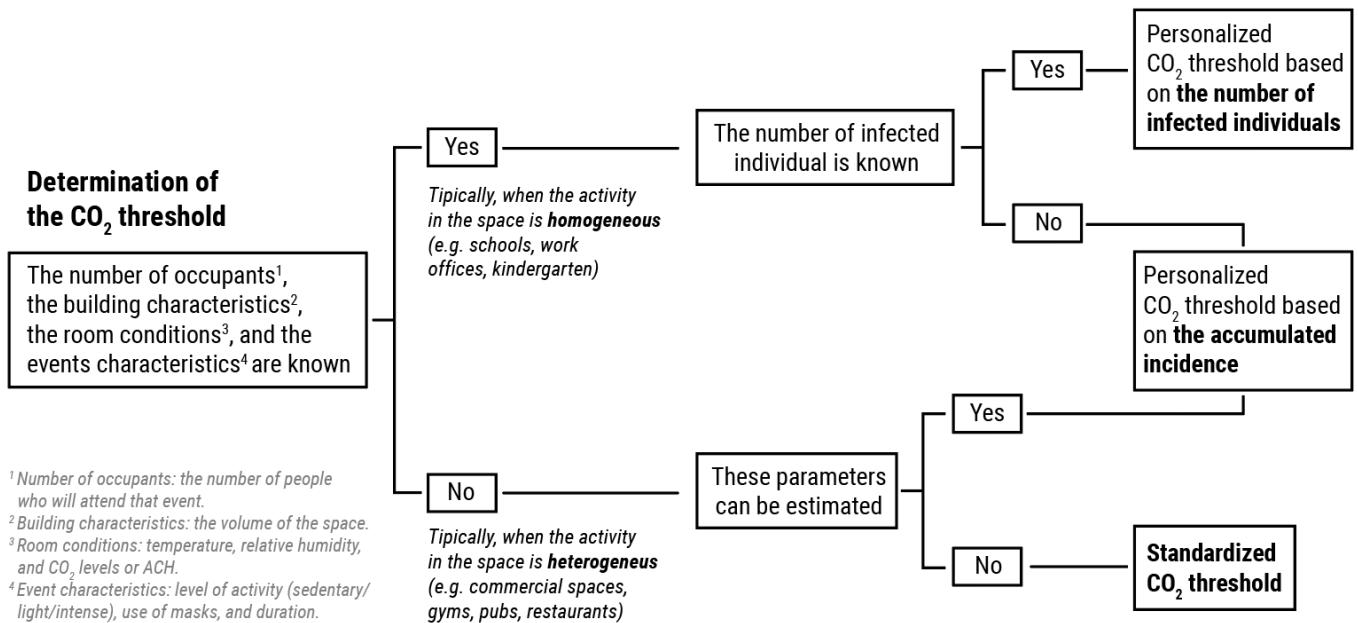 Determination of
the CO₂ threshold
The number of occupants¹,
the building characteristics²,
the room conditions³, and the
events characteristics⁴ are known
Yes
Tipically, when the activity
in the space is homogeneous
(e.g. schools, work
offices, kindergarten)
The number of infected
individual is known
Yes
Personalized
CO₂ threshold based
on the number of
infected individuals
No
Personalized
CO₂ threshold based
on the accumulated
incidence
No
Tipically, when the activity
in the space is heterogeneus
(e.g. commercial spaces,
gyms, pubs, restaurants)
These parameters
can be estimated
Yes
No
Standardized
CO₂ threshold
¹ Number of occupants: the number of people
who will attend that event.
² Building characteristics: the volume of the space.
³ Room conditions: temperature, relative humidity,
and CO₂ levels or ACH.
⁴ Event characteristics: level of activity (sedentary/
light/intense), use of masks, and duration.